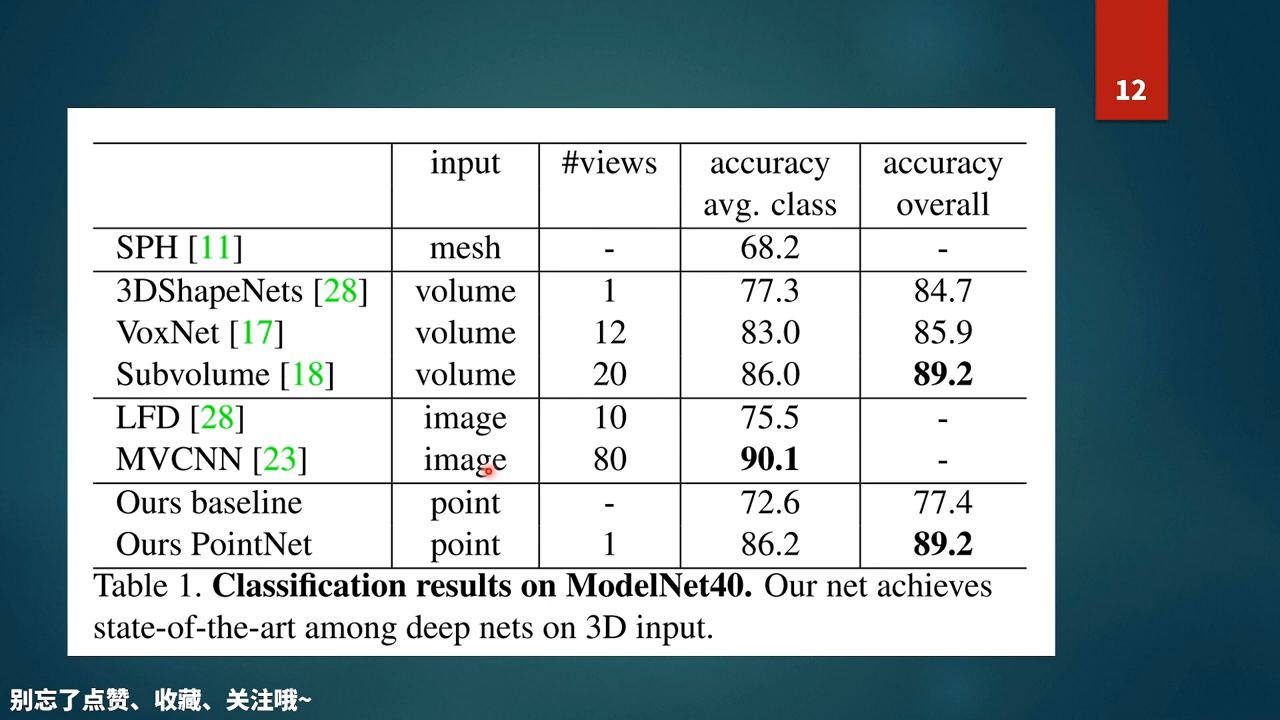 12
input #views accuracy accuracy
avg. class overall
SPH [11] mesh - 68.2 -
3DShapeNets [28] volume 1 77.3 84.7
VoxNet [17] volume 12 83.0 85.9
Subvolume [18] volume 20 86.0 89.2
LFD [28] image 10 75.5 -
MVCNN [23] image 80 90.1 -
Ours baseline point - 72.6 77.4
Ours PointNet point 1 86.2 89.2
Table 1. Classification results on ModelNet40. Our net achieves
state-of-the-art among deep nets on 3D input.
别忘了点赞、收藏、关注哦~